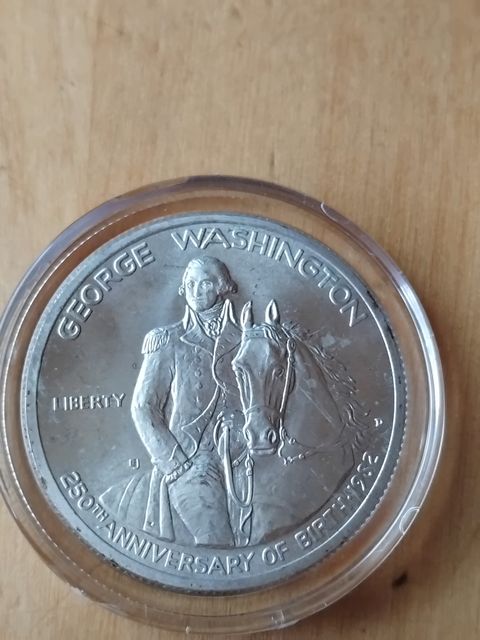 GEORGE WASHINGTON
LIBERTY
250TH ANNIVERSARY OF BIRTH·1982